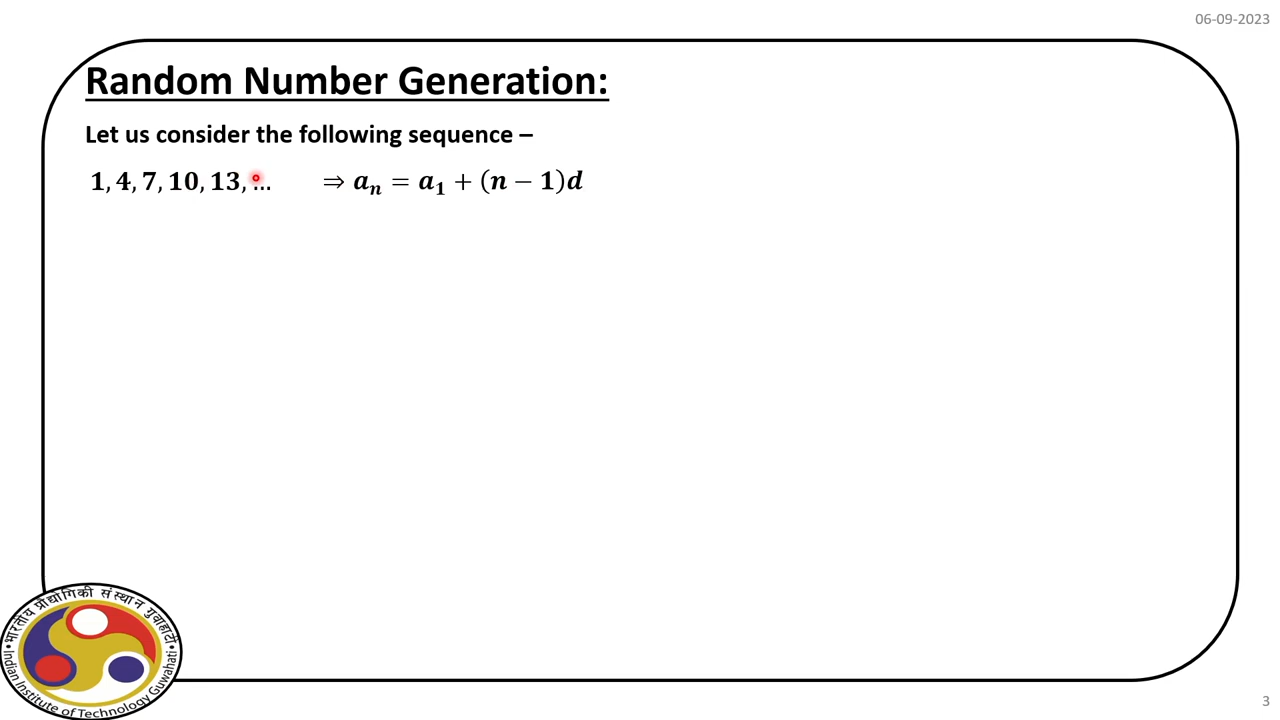 06-09-2023
Random Number Generation:
Let us consider the following sequence –
1, 4, 7, 10, 13, … ⇒ aₙ = a₁ + (n − 1)d
भारतीय प्रौद्योगिकी संस्थान गुवाहाटी
Indian Institute of Technology Guwahati
3